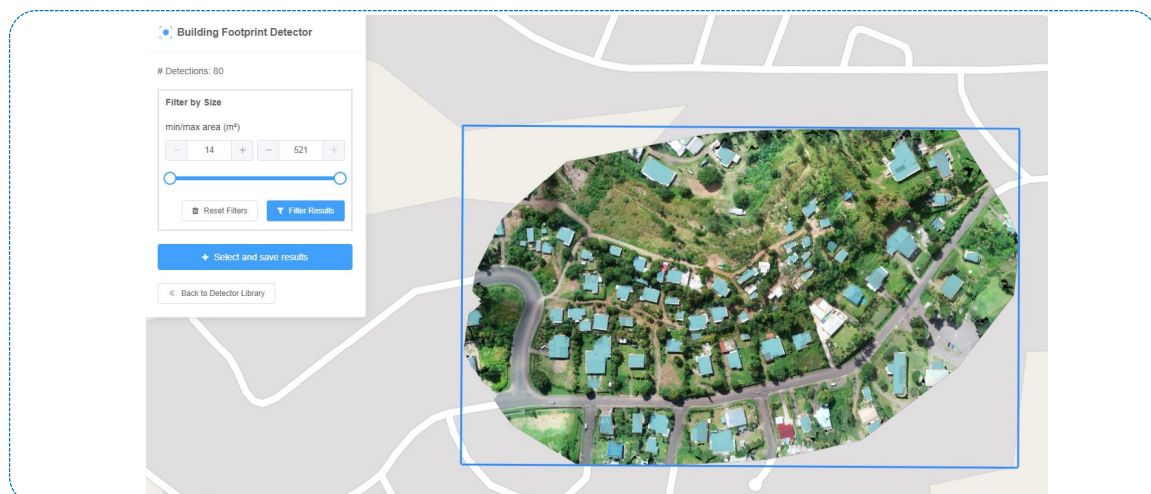 Building Footprint Detector
# Detections: 80
Filter by Size
min/max area (m²)
− 14 + − 521 +
Reset Filters Filter Results
+ Select and save results
« Back to Detector Library